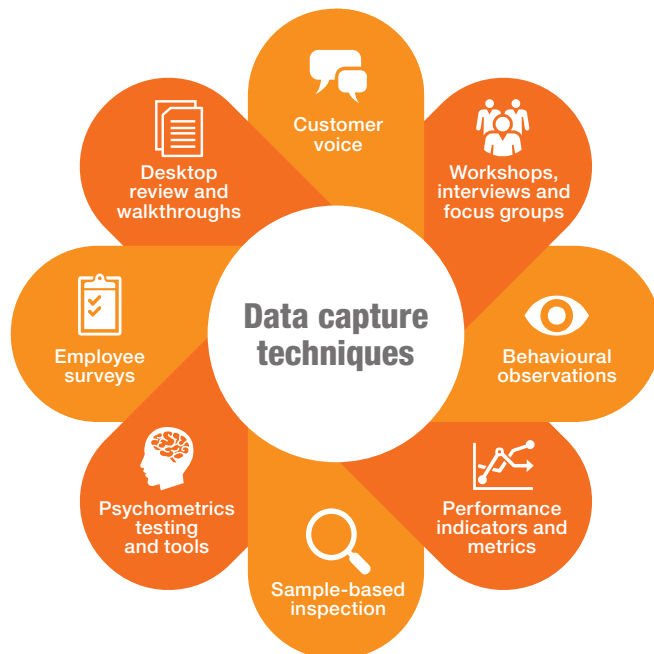 Data capture
techniques
Customer
voice
Workshops,
interviews and
focus groups
Behavioural
observations
Performance
indicators and
metrics
Sample-based
inspection
Psychometrics
testing
and tools
Employee
surveys
Desktop
review and
walkthroughs